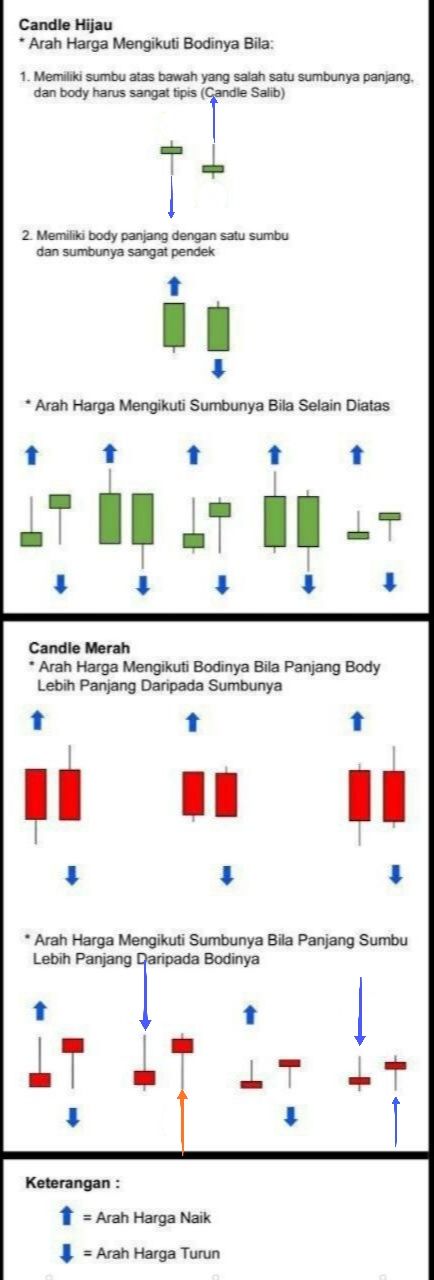 Candle Hijau
* Arah Harga Mengikuti Bodinya Bila:
1. Memiliki sumbu atas bawah yang salah satu sumbunya panjang,
dan body harus sangat tipis (Candle Salib)
2. Memiliki body panjang dengan satu sumbu
dan sumbunya sangat pendek
* Arah Harga Mengikuti Sumbunya Bila Selain Diatas
Candle Merah
* Arah Harga Mengikuti Bodinya Bila Panjang Body
Lebih Panjang Daripada Sumbunya
* Arah Harga Mengikuti Sumbunya Bila Panjang Sumbu
Lebih Panjang Daripada Bodinya
Keterangan :
= Arah Harga Naik
= Arah Harga Turun